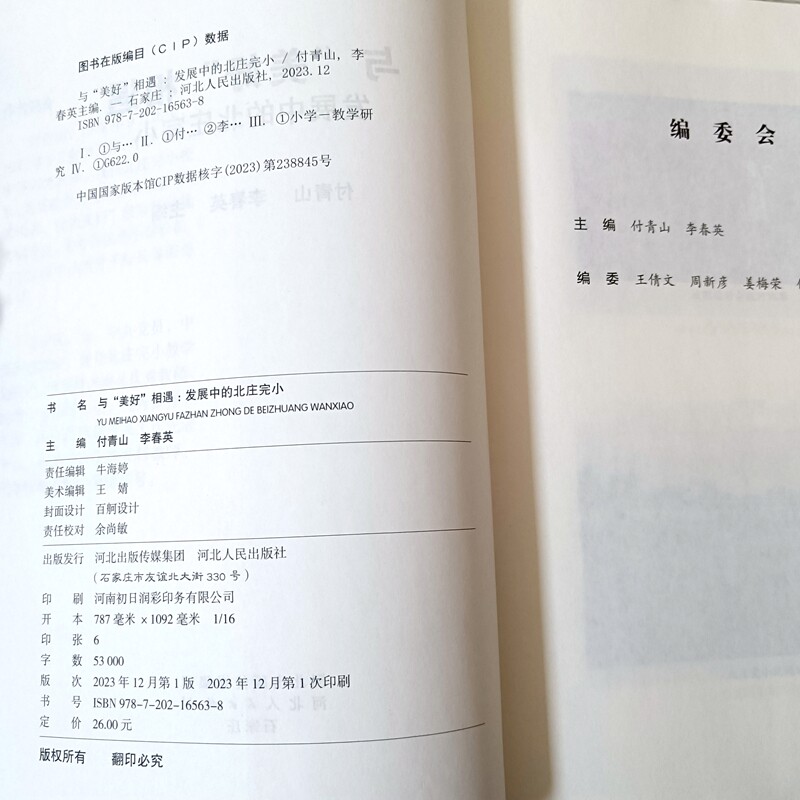 图书在版编目（CIP）数据
与“美好”相遇：发展中的北庄完小 / 付青山，李
春英主编. — 石家庄：河北人民出版社，2023.12
ISBN 978-7-202-16563-8
Ⅰ. ①与… Ⅱ. ①付… ②李… Ⅲ. ①小学－教学研
究 Ⅳ. ①G622.0
中国国家版本馆CIP数据核字(2023)第238845号
书 名 与“美好”相遇：发展中的北庄完小
YU MEIHAO XIANGYU FAZHAN ZHONG DE BEIZHUANG WANXIAO
主 编 付青山 李春英
责任编辑 牛海婷
美术编辑 王 婧
封面设计 百舸设计
责任校对 余尚敏
出版发行 河北出版传媒集团 河北人民出版社
（石家庄市友谊北大街 330 号）
印 刷 河南初日润彩印务有限公司
开 本 787 毫米 × 1092 毫米 1/16
印 张 6
字 数 53 000
版 次 2023 年 12 月第 1 版 2023 年 12 月第 1 次印刷
书 号 ISBN 978-7-202-16563-8
定 价 26.00 元
版权所有 翻印必究
编 委 会
主 编 付青山 李春英
编 委 王倩文 周新彦 姜梅荣